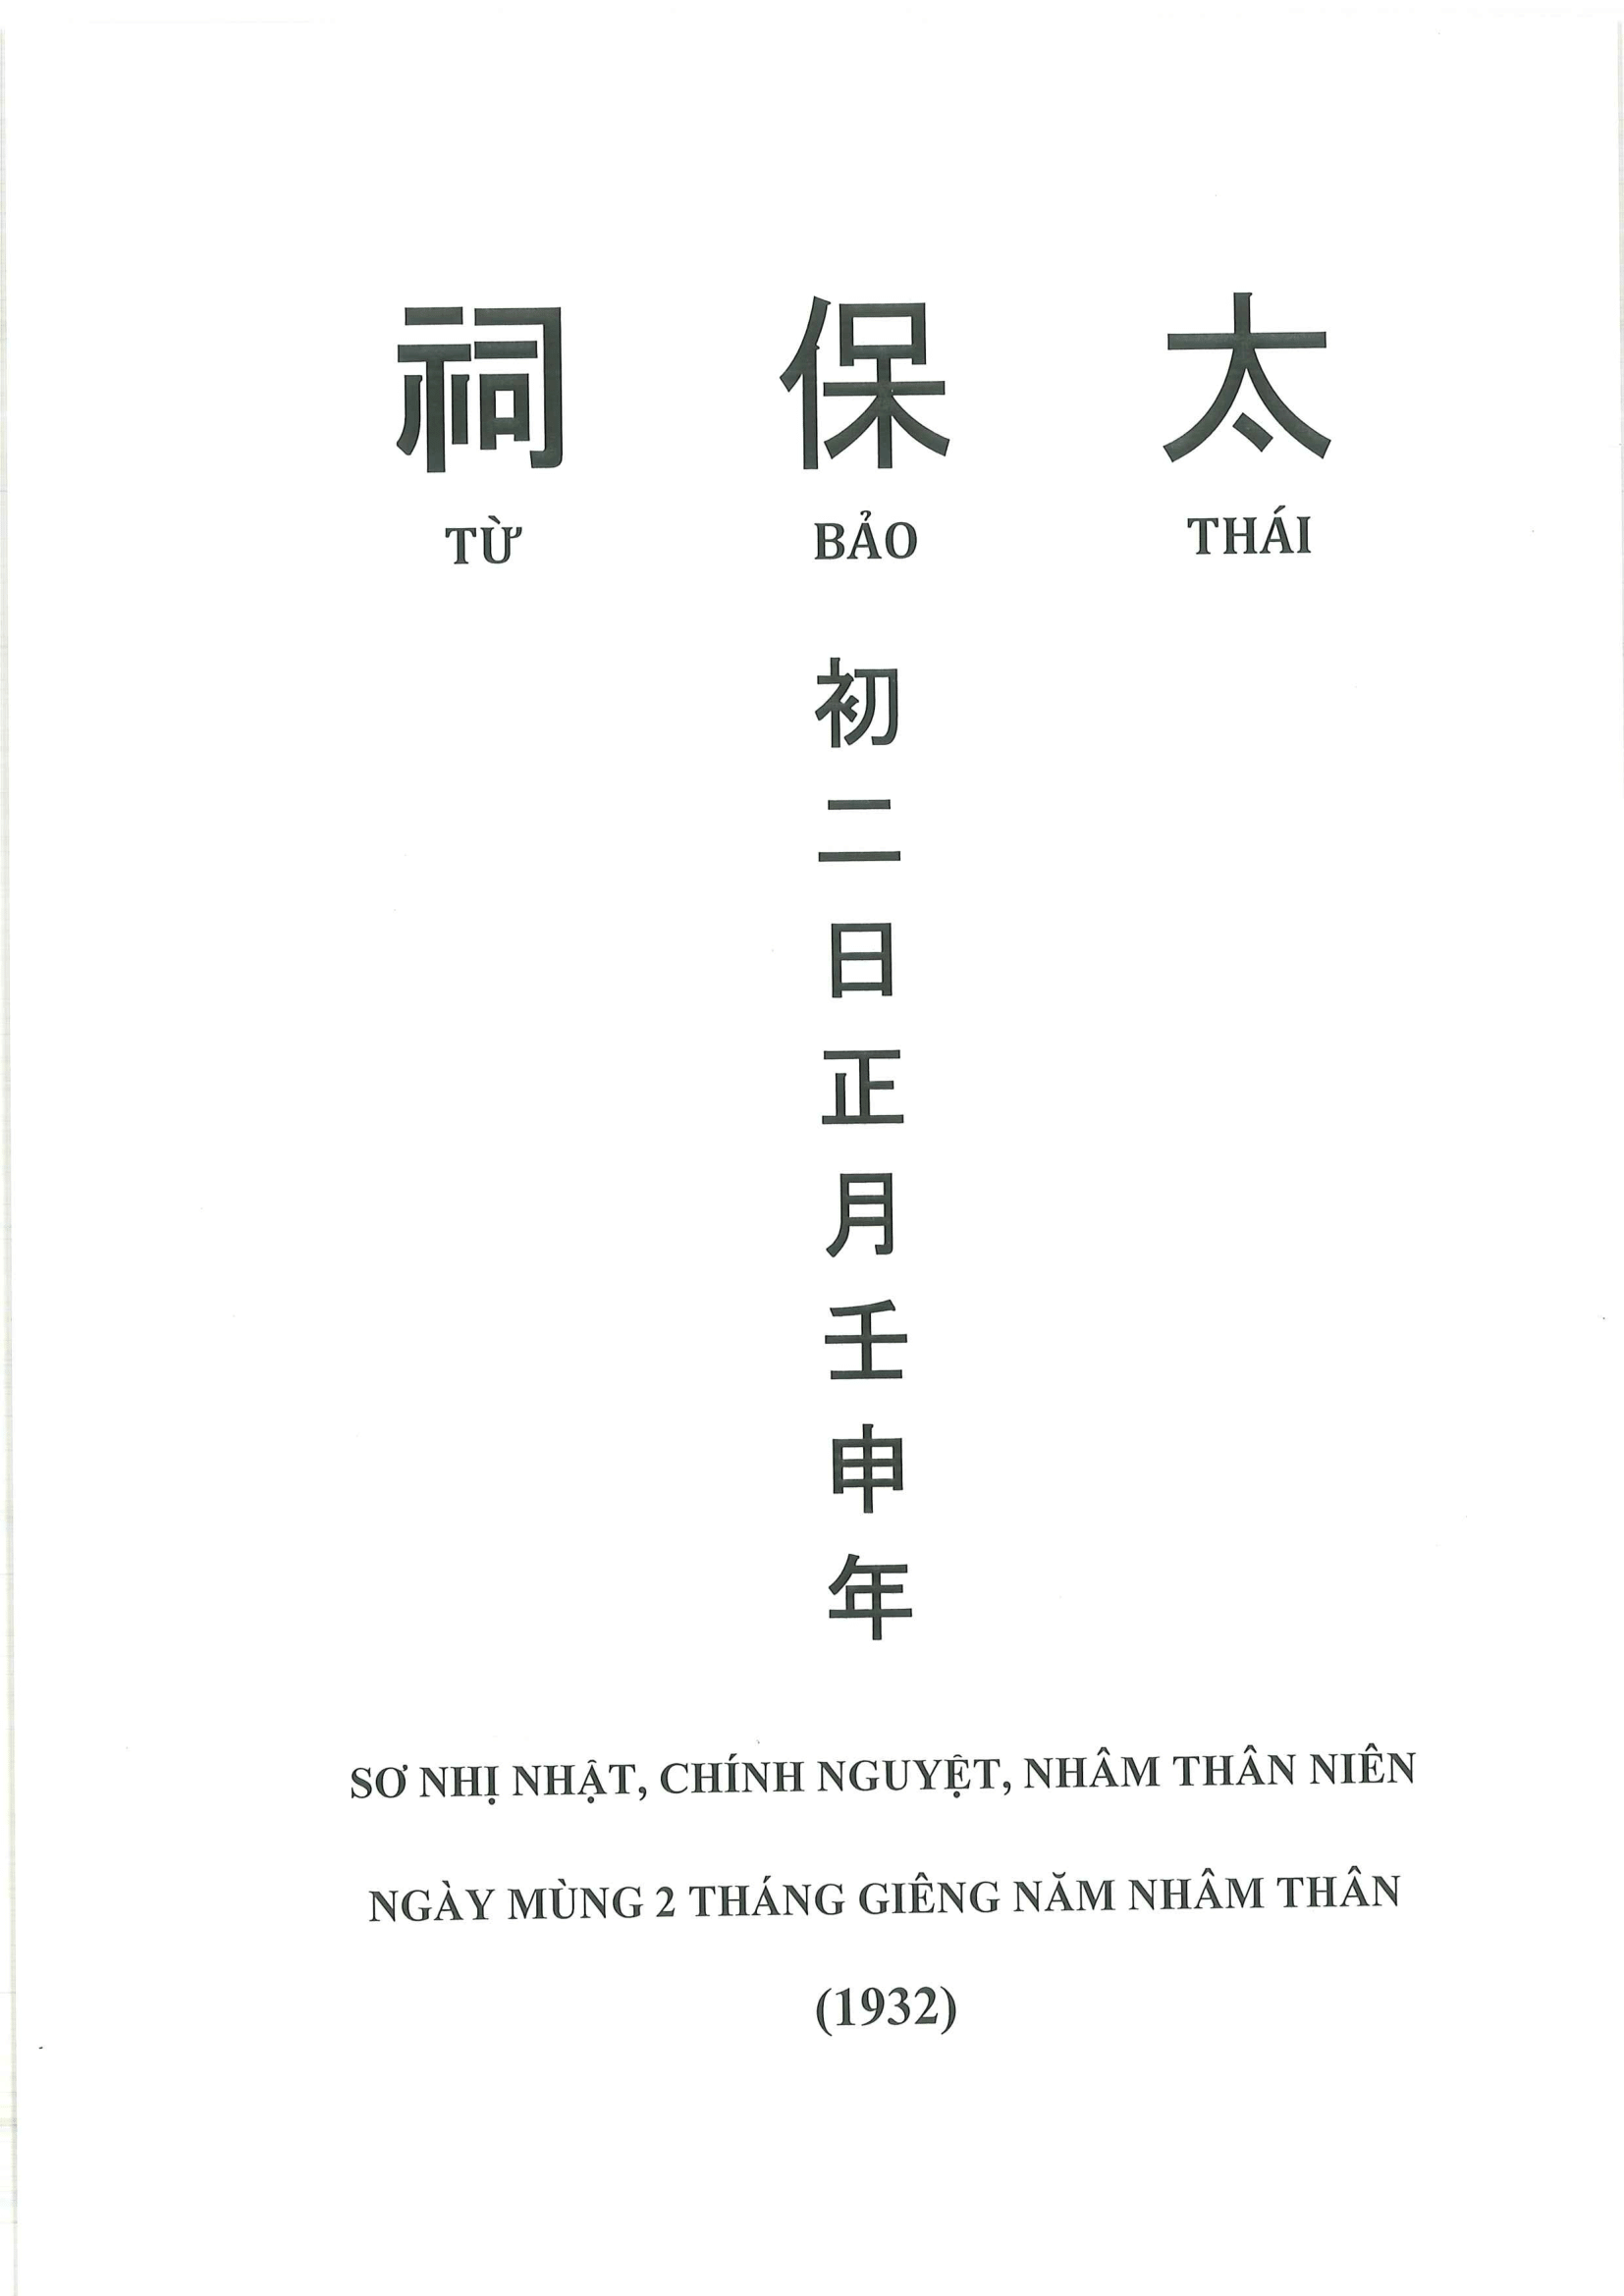 祠 保 太
TỪ BẢO THÁI
初
二
日
正
月
壬
申
年
SƠ NHỊ NHẬT, CHÍNH NGUYỆT, NHÂM THÂN NIÊN
NGÀY MÙNG 2 THÁNG GIÊNG NĂM NHÂM THÂN
(1932)